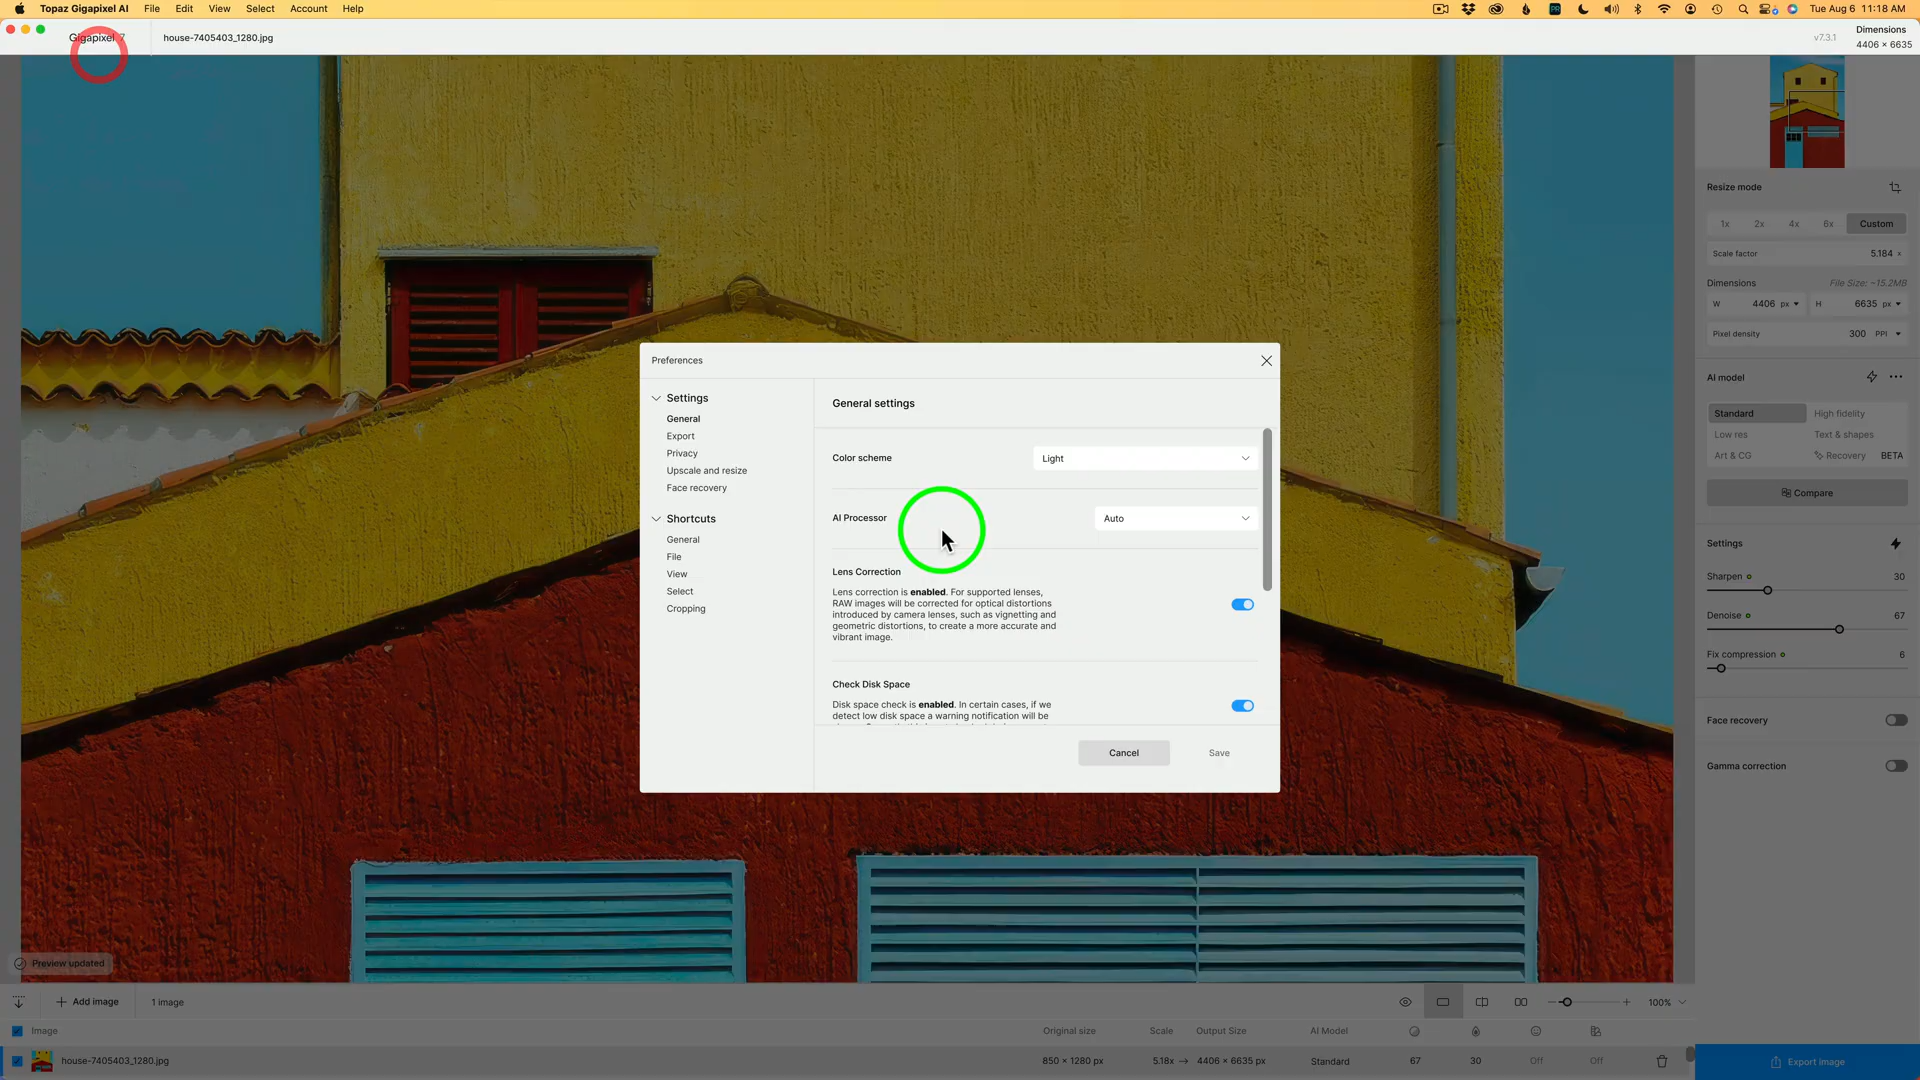 Topaz Gigapixel AI File Edit View Select Account Help Tue Aug 6 11:18 AM
Gigapixel 7 house-7405403_1280.jpg v7.3.1
Dimensions
4406 × 6635
Resize mode
1x 2x 4x 6x Custom
Scale factor 5.184 x
Dimensions File Size: ~15.2MB
W 4406 px H 6635 px
Pixel density 300 PPI
AI model
Standard High fidelity
Low res Text & shapes
Art & CG Recovery BETA
Compare
Settings
Sharpen 30
Denoise 67
Fix compression 6
Face recovery
Gamma correction
Preferences
Settings
General
Export
Privacy
Upscale and resize
Face recovery
Shortcuts
General
File
View
Select
Cropping
General settings
Color scheme Light
AI Processor Auto
Lens Correction
Lens correction is enabled. For supported lenses,
RAW images will be corrected for optical distortions
introduced by camera lenses, such as vignetting and
geometric distortions, to create a more accurate and
vibrant image.
Check Disk Space
Disk space check is enabled. In certain cases, if we
detect low disk space a warning notification will be
Cancel Save
Preview updated
Add image 1 image 100%
Image Original size Scale Output Size AI Model
house-7405403_1280.jpg 850 × 1280 px 5.18x → 4406 × 6635 px Standard 67 30 Off Off
Export image